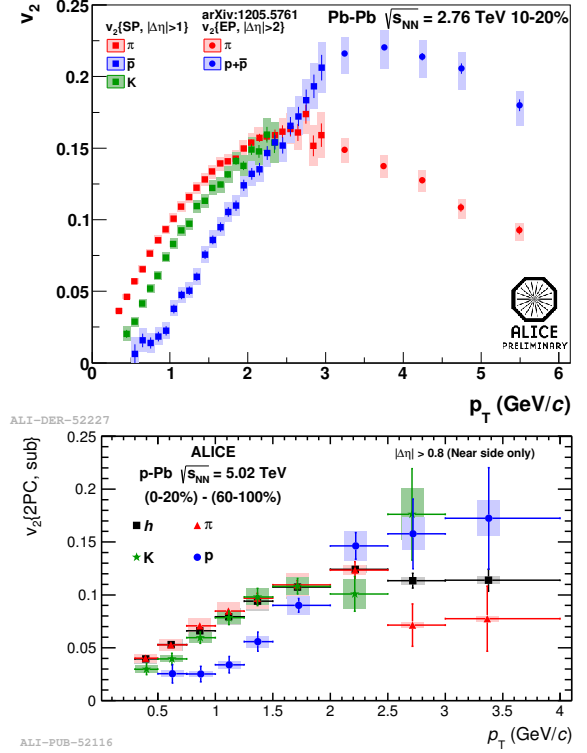 v₂
0.25
0.2
0.15
0.1
0.05
0
0 1 2 3 4 5 6
p_T (GeV/c)
arXiv:1205.5761
v₂{SP, |Δη|>1} v₂{EP, |Δη|>2}
π π
p̅ p+p̅
K
Pb-Pb √s_NN = 2.76 TeV 10-20%
ALICE
PRELIMINARY
ALI-DER-52227
v₂{2PC, sub}
0.25
0.2
0.15
0.1
0.05
0
0.5 1 1.5 2 2.5 3 3.5 4
p_T (GeV/c)
ALICE
p-Pb √s_NN = 5.02 TeV
(0-20%) - (60-100%)
h π
K p
|Δη| > 0.8 (Near side only)
ALI-PUB-52116